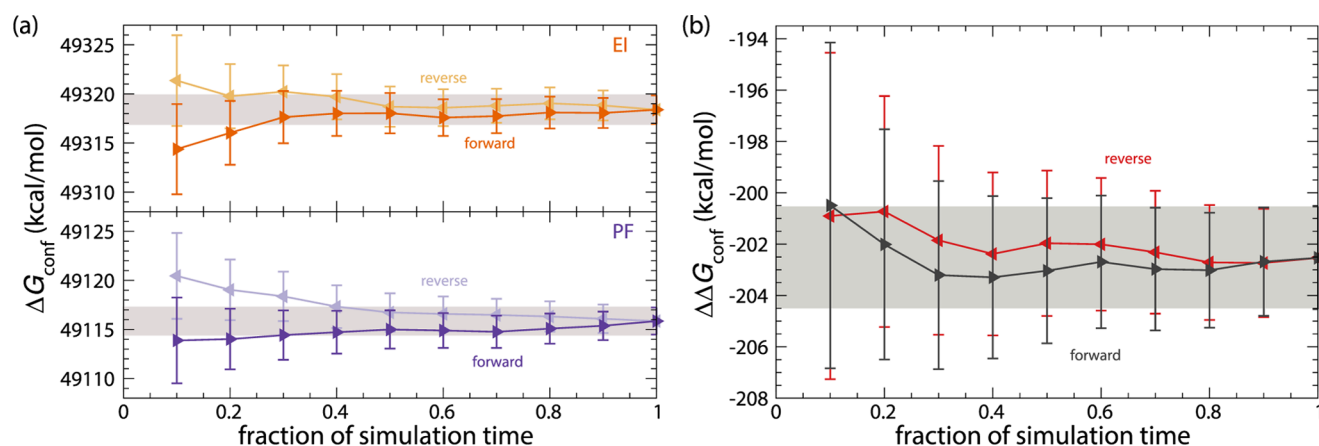 (a)
49325
49320
49315
49310
EI
reverse
forward
49125
49120
49115
49110
PF
reverse
forward
ΔG_conf (kcal/mol)
0 0.2 0.4 0.6 0.8 1
fraction of simulation time
(b)
-194
-196
-198
-200
-202
-204
-206
-208
reverse
forward
ΔΔG_conf (kcal/mol)
0 0.2 0.4 0.6 0.8 1
fraction of simulation time